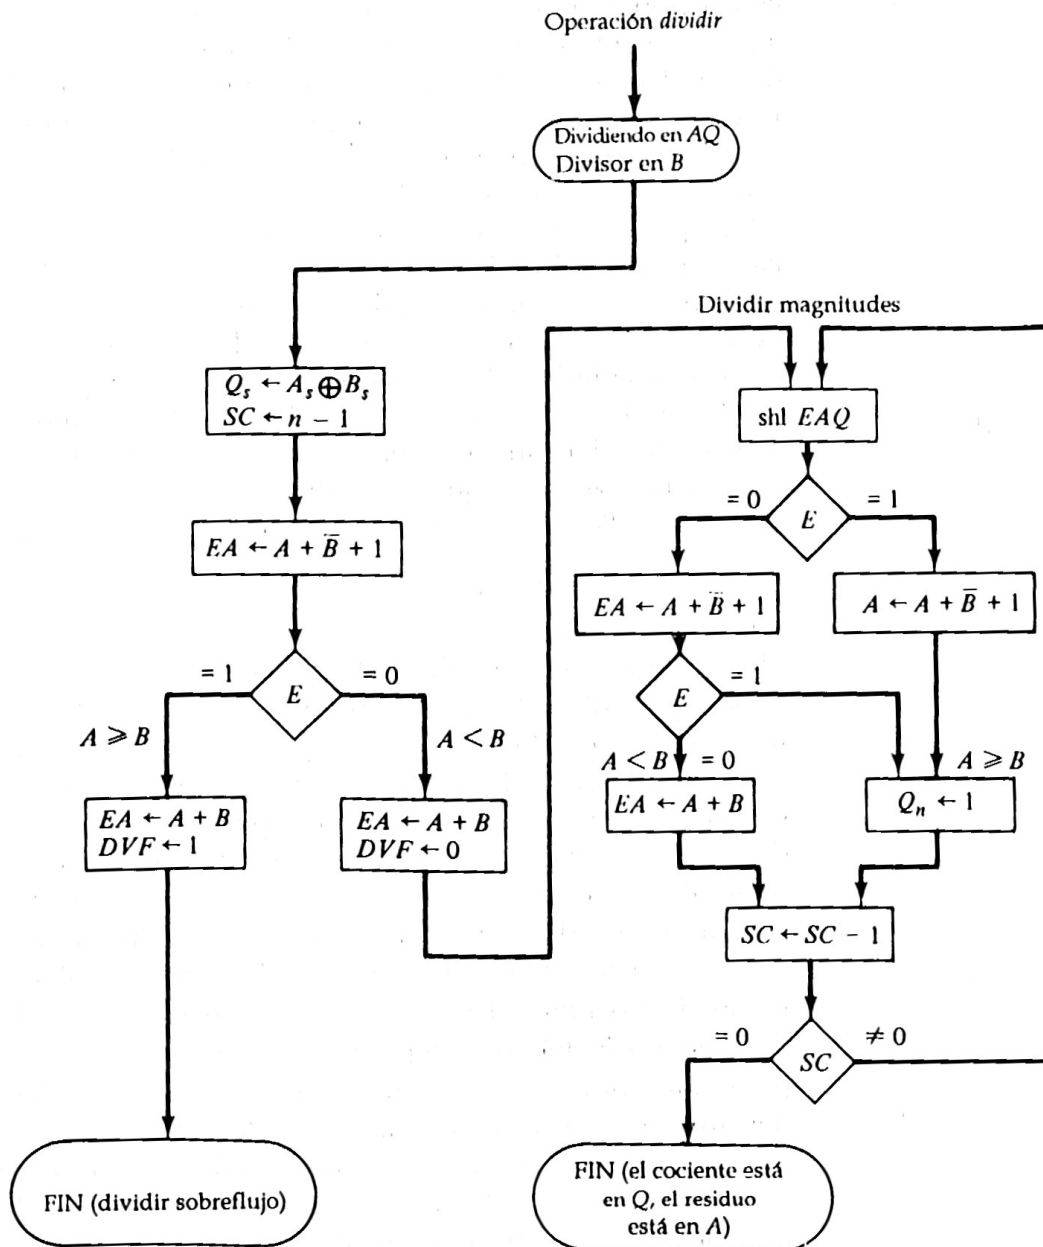 Operación dividir
Dividiendo en AQ
Divisor en B
Q_s ← A_s ⊕ B_s
SC ← n − 1
EA ← A + B̅ + 1
E
= 1
= 0
A ⩾ B
A < B
EA ← A + B
DVF ← 1
EA ← A + B
DVF ← 0
FIN (dividir sobreflujo)
Dividir magnitudes
shl EAQ
= 0
= 1
E
EA ← A + B̅ + 1
A ← A + B̅ + 1
E
= 1
A < B
= 0
A ⩾ B
EA ← A + B
Q_n ← 1
SC ← SC − 1
= 0
≠ 0
SC
FIN (el cociente está
en Q, el residuo
está en A)